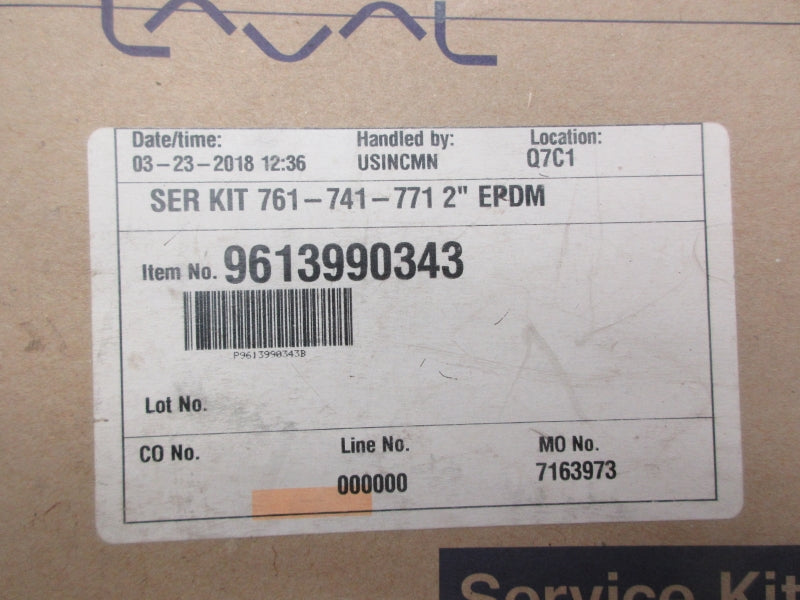 LAVAL
Date/time: Handled by: Location:
03-23-2018 12:36 USINCMN Q7C1
SER KIT 761-741-771 2" EPDM
Item No. 9613990343
P9613990343B
Lot No.
CO No. Line No. MO No.
000000 7163973
Service Kit